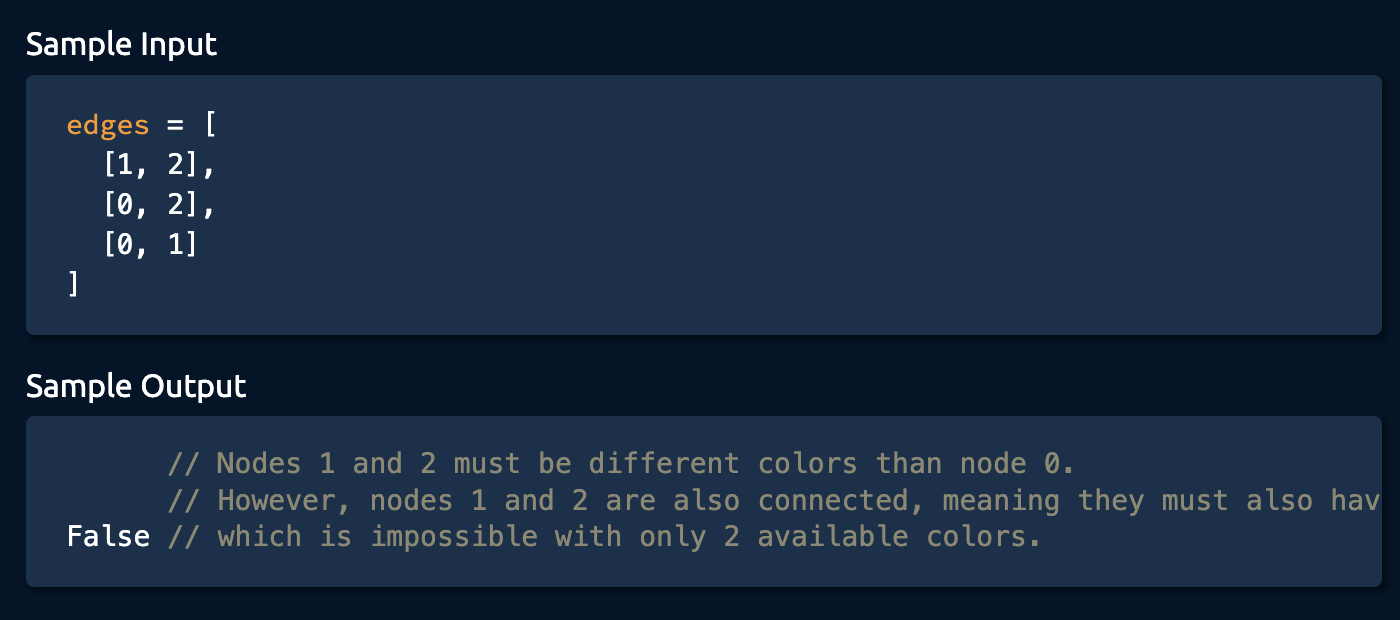 Sample Input
edges = [
[1, 2],
[0, 2],
[0, 1]
]
Sample Output
// Nodes 1 and 2 must be different colors than node 0.
// However, nodes 1 and 2 are also connected, meaning they must also hav
False // which is impossible with only 2 available colors.